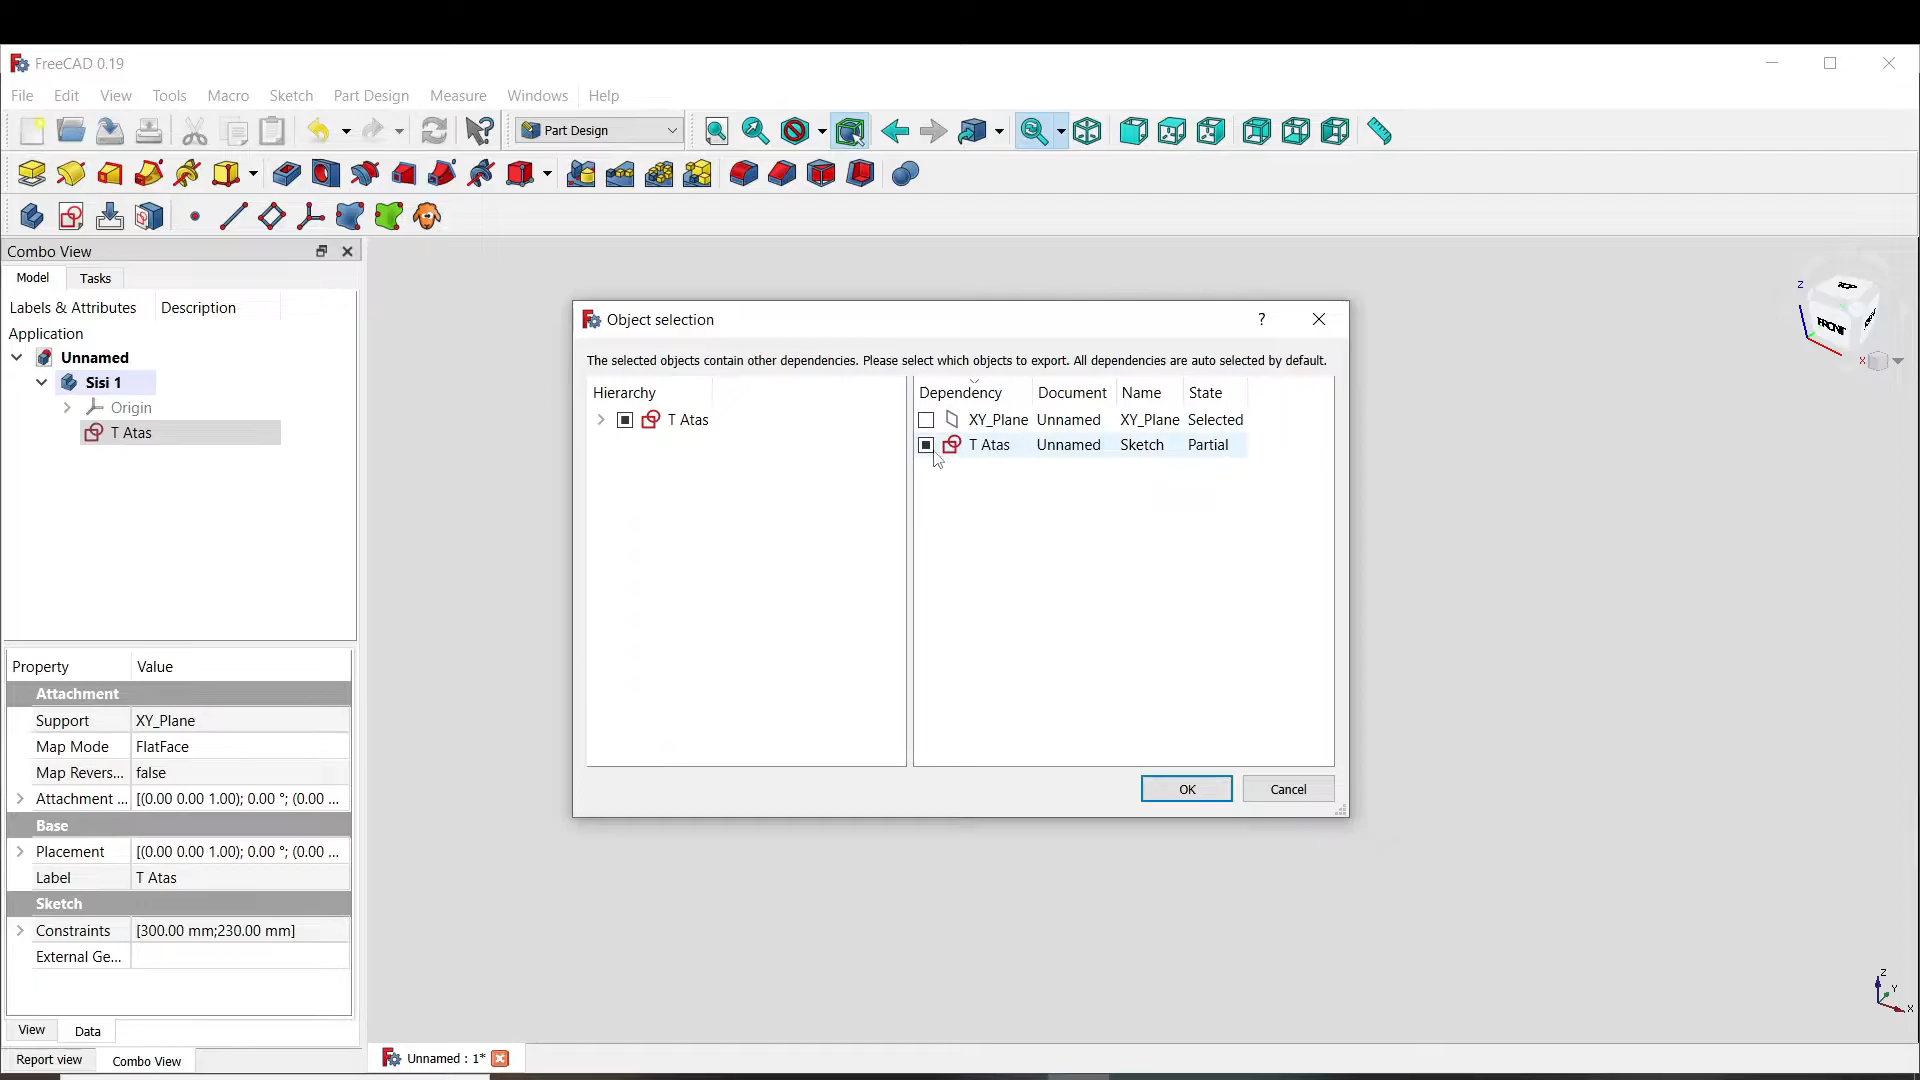 FreeCAD 0.19
File Edit View Tools Macro Sketch Part Design Measure Windows Help
Part Design
Combo View
Model Tasks
Labels & Attributes Description
Application
Unnamed
Sisi 1
Origin
T Atas
Object selection
?
The selected objects contain other dependencies. Please select which objects to export. All dependencies are auto selected by default.
Hierarchy
T Atas
Dependency Document Name State
XY_Plane Unnamed XY_Plane Selected
T Atas Unnamed Sketch Partial
OK Cancel
Property Value
Attachment
Support XY_Plane
Map Mode FlatFace
Map Revers... false
Attachment ... [(0.00 0.00 1.00); 0.00 °; (0.00 ...
Base
Placement [(0.00 0.00 1.00); 0.00 °; (0.00 ...
Label T Atas
Sketch
Constraints [300.00 mm;230.00 mm]
External Ge...
View Data
Report view Combo View
Unnamed : 1*
Z
TOP
FRONT
X
Z
Y
X